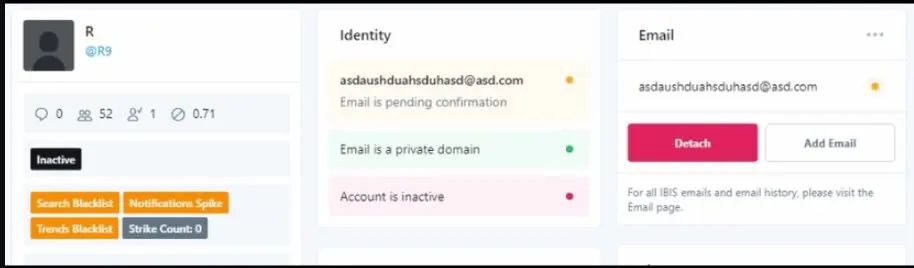 R
@R9
0 52 1 0.71
Inactive
Search Blacklist Notifications Spike
Trends Blacklist Strike Count: 0
Identity
asdaushduahsduhasd@asd.com
Email is pending confirmation
Email is a private domain
Account is inactive
Email
asdaushduahsduhasd@asd.com
Detach Add Email
For all IBIS emails and email history, please visit the
Email page.